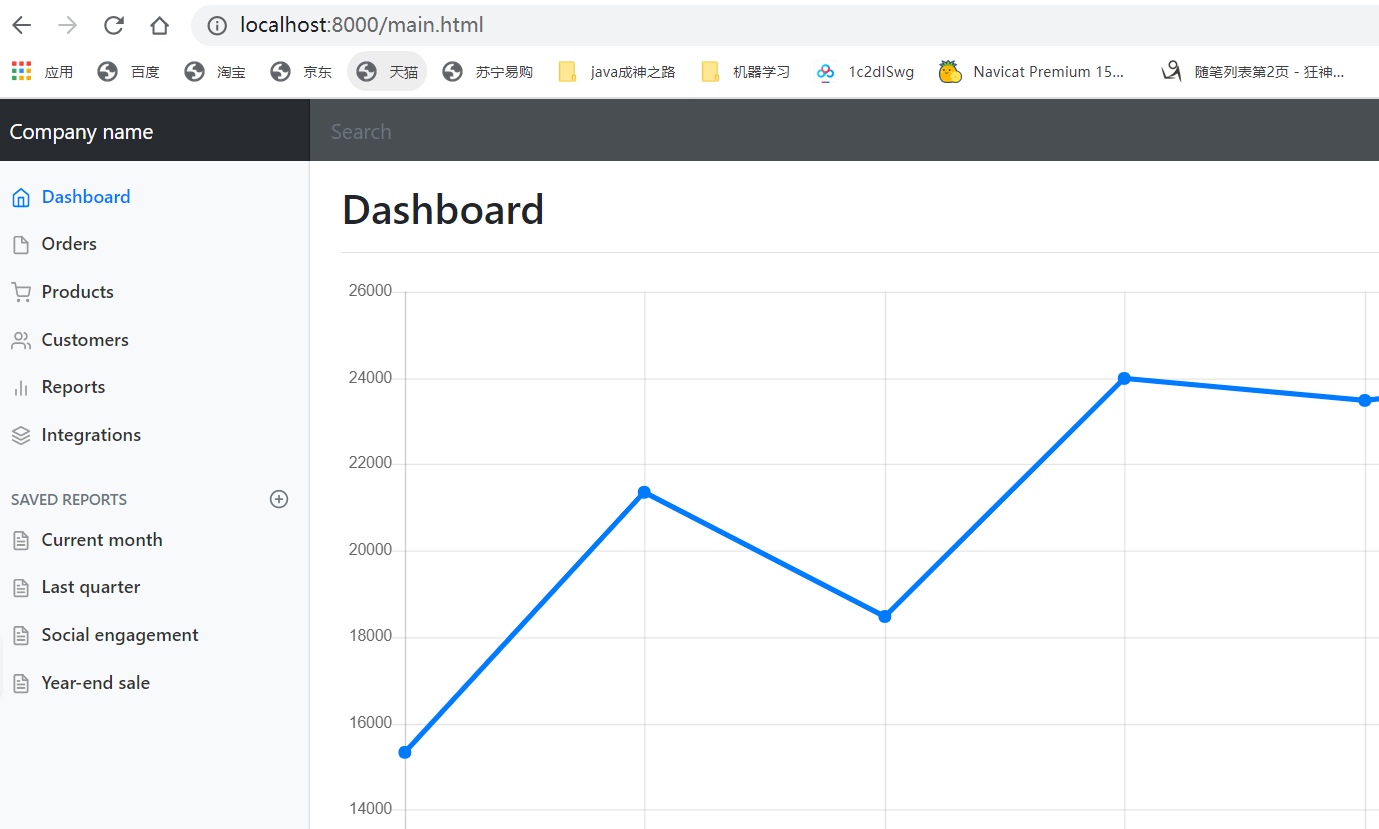 localhost:8000/main.html
应用 百度 淘宝 京东 天猫 苏宁易购 java成神之路 机器学习 1c2dlSwg Navicat Premium 15... 随笔列表第2页 - 狂神...
Company name
Search
Dashboard
Orders
Products
Customers
Reports
Integrations
SAVED REPORTS
Current month
Last quarter
Social engagement
Year-end sale
Dashboard
26000
24000
22000
20000
18000
16000
14000